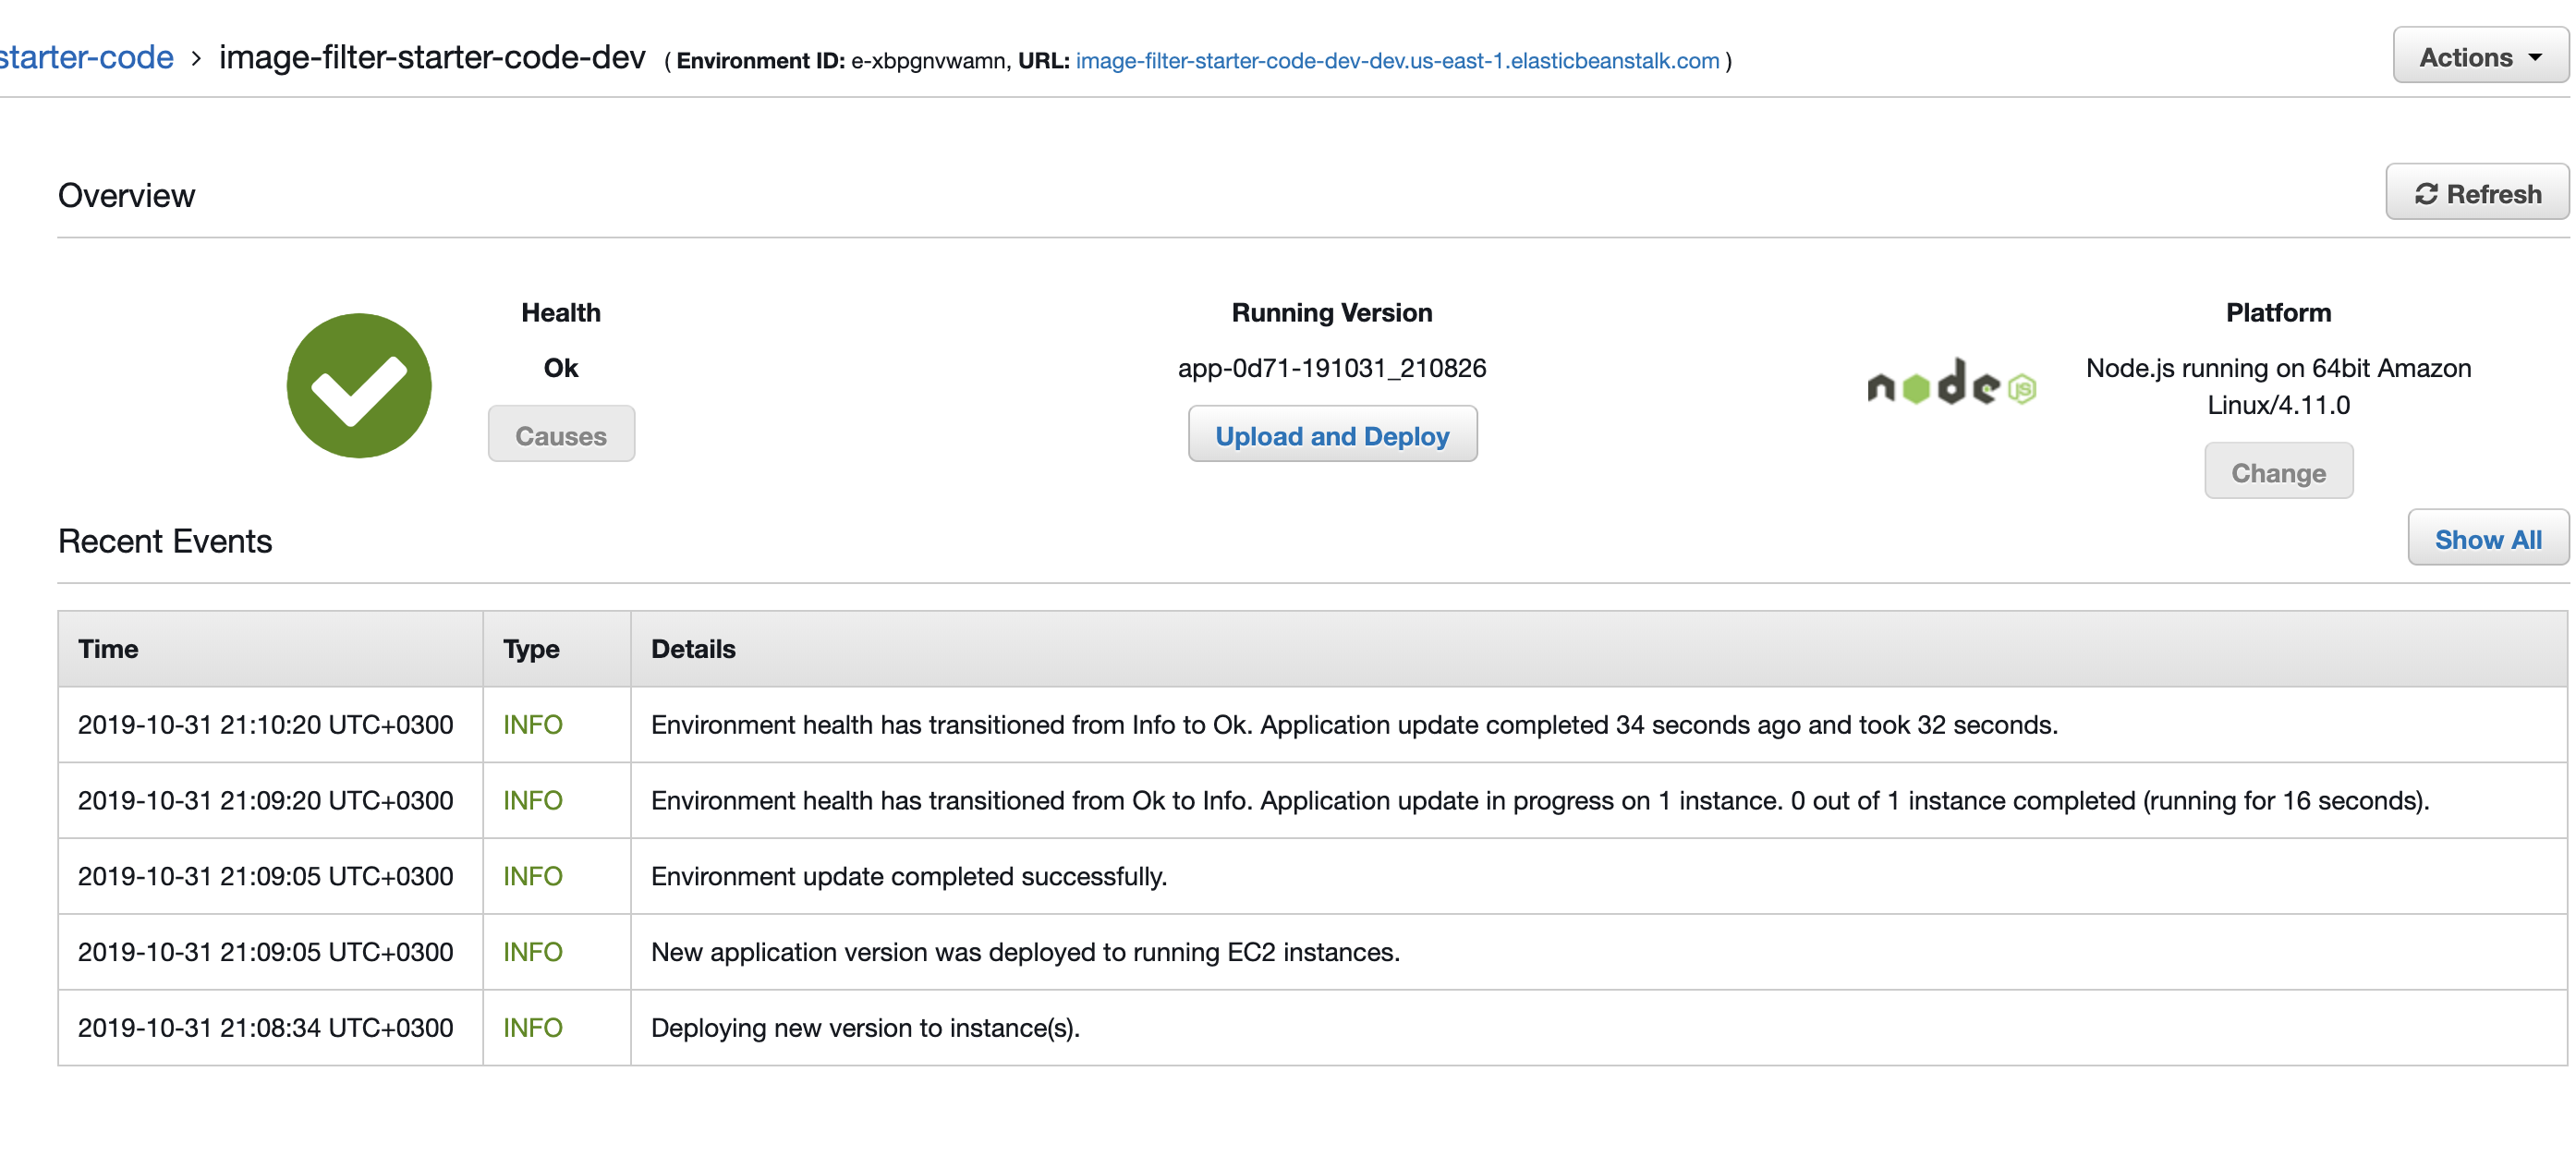 starter-code > image-filter-starter-code-dev ( Environment ID: e-xbpgnvwamn, URL: image-filter-starter-code-dev-dev.us-east-1.elasticbeanstalk.com )
Actions
Overview
Refresh
Health
Ok
Causes
Running Version
app-0d71-191031_210826
Upload and Deploy
node JS
Platform
Node.js running on 64bit Amazon
Linux/4.11.0
Change
Recent Events
Show All
Time Type Details
2019-10-31 21:10:20 UTC+0300 INFO Environment health has transitioned from Info to Ok. Application update completed 34 seconds ago and took 32 seconds.
2019-10-31 21:09:20 UTC+0300 INFO Environment health has transitioned from Ok to Info. Application update in progress on 1 instance. 0 out of 1 instance completed (running for 16 seconds).
2019-10-31 21:09:05 UTC+0300 INFO Environment update completed successfully.
2019-10-31 21:09:05 UTC+0300 INFO New application version was deployed to running EC2 instances.
2019-10-31 21:08:34 UTC+0300 INFO Deploying new version to instance(s).